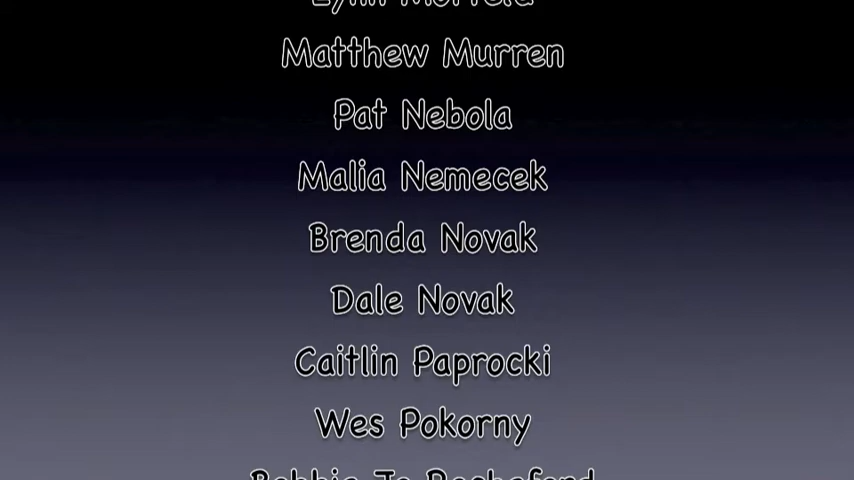 Matthew Murren
Pat Nebola
Malia Nemecek
Brenda Novak
Dale Novak
Caitlin Paprocki
Wes Pokorny